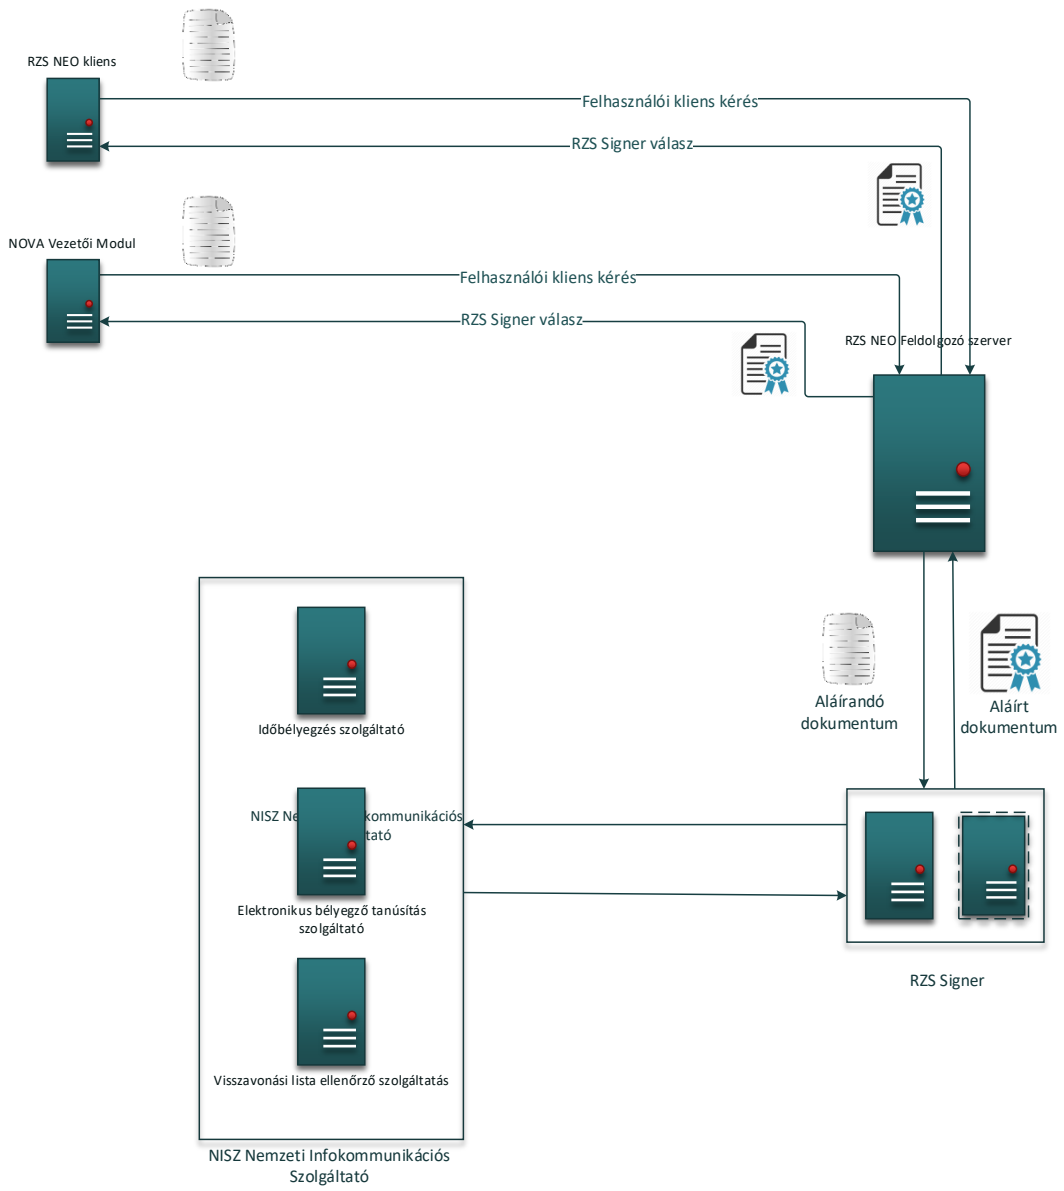 RZS NEO kliens
Felhasználói kliens kérés
RZS Signer válasz
NOVA Vezetői Modul
Felhasználói kliens kérés
RZS Signer válasz
RZS NEO Feldolgozó szerver
Aláírandó
dokumentum
Aláírt
dokumentum
Időbélyegzés szolgáltató
NISZ kommunikációs
tató
Elektronikus bélyegző tanúsítás
szolgáltató
RZS Signer
Visszavonási lista ellenőrző szolgáltatás
NISZ Nemzeti Infokommunikációs
Szolgáltató